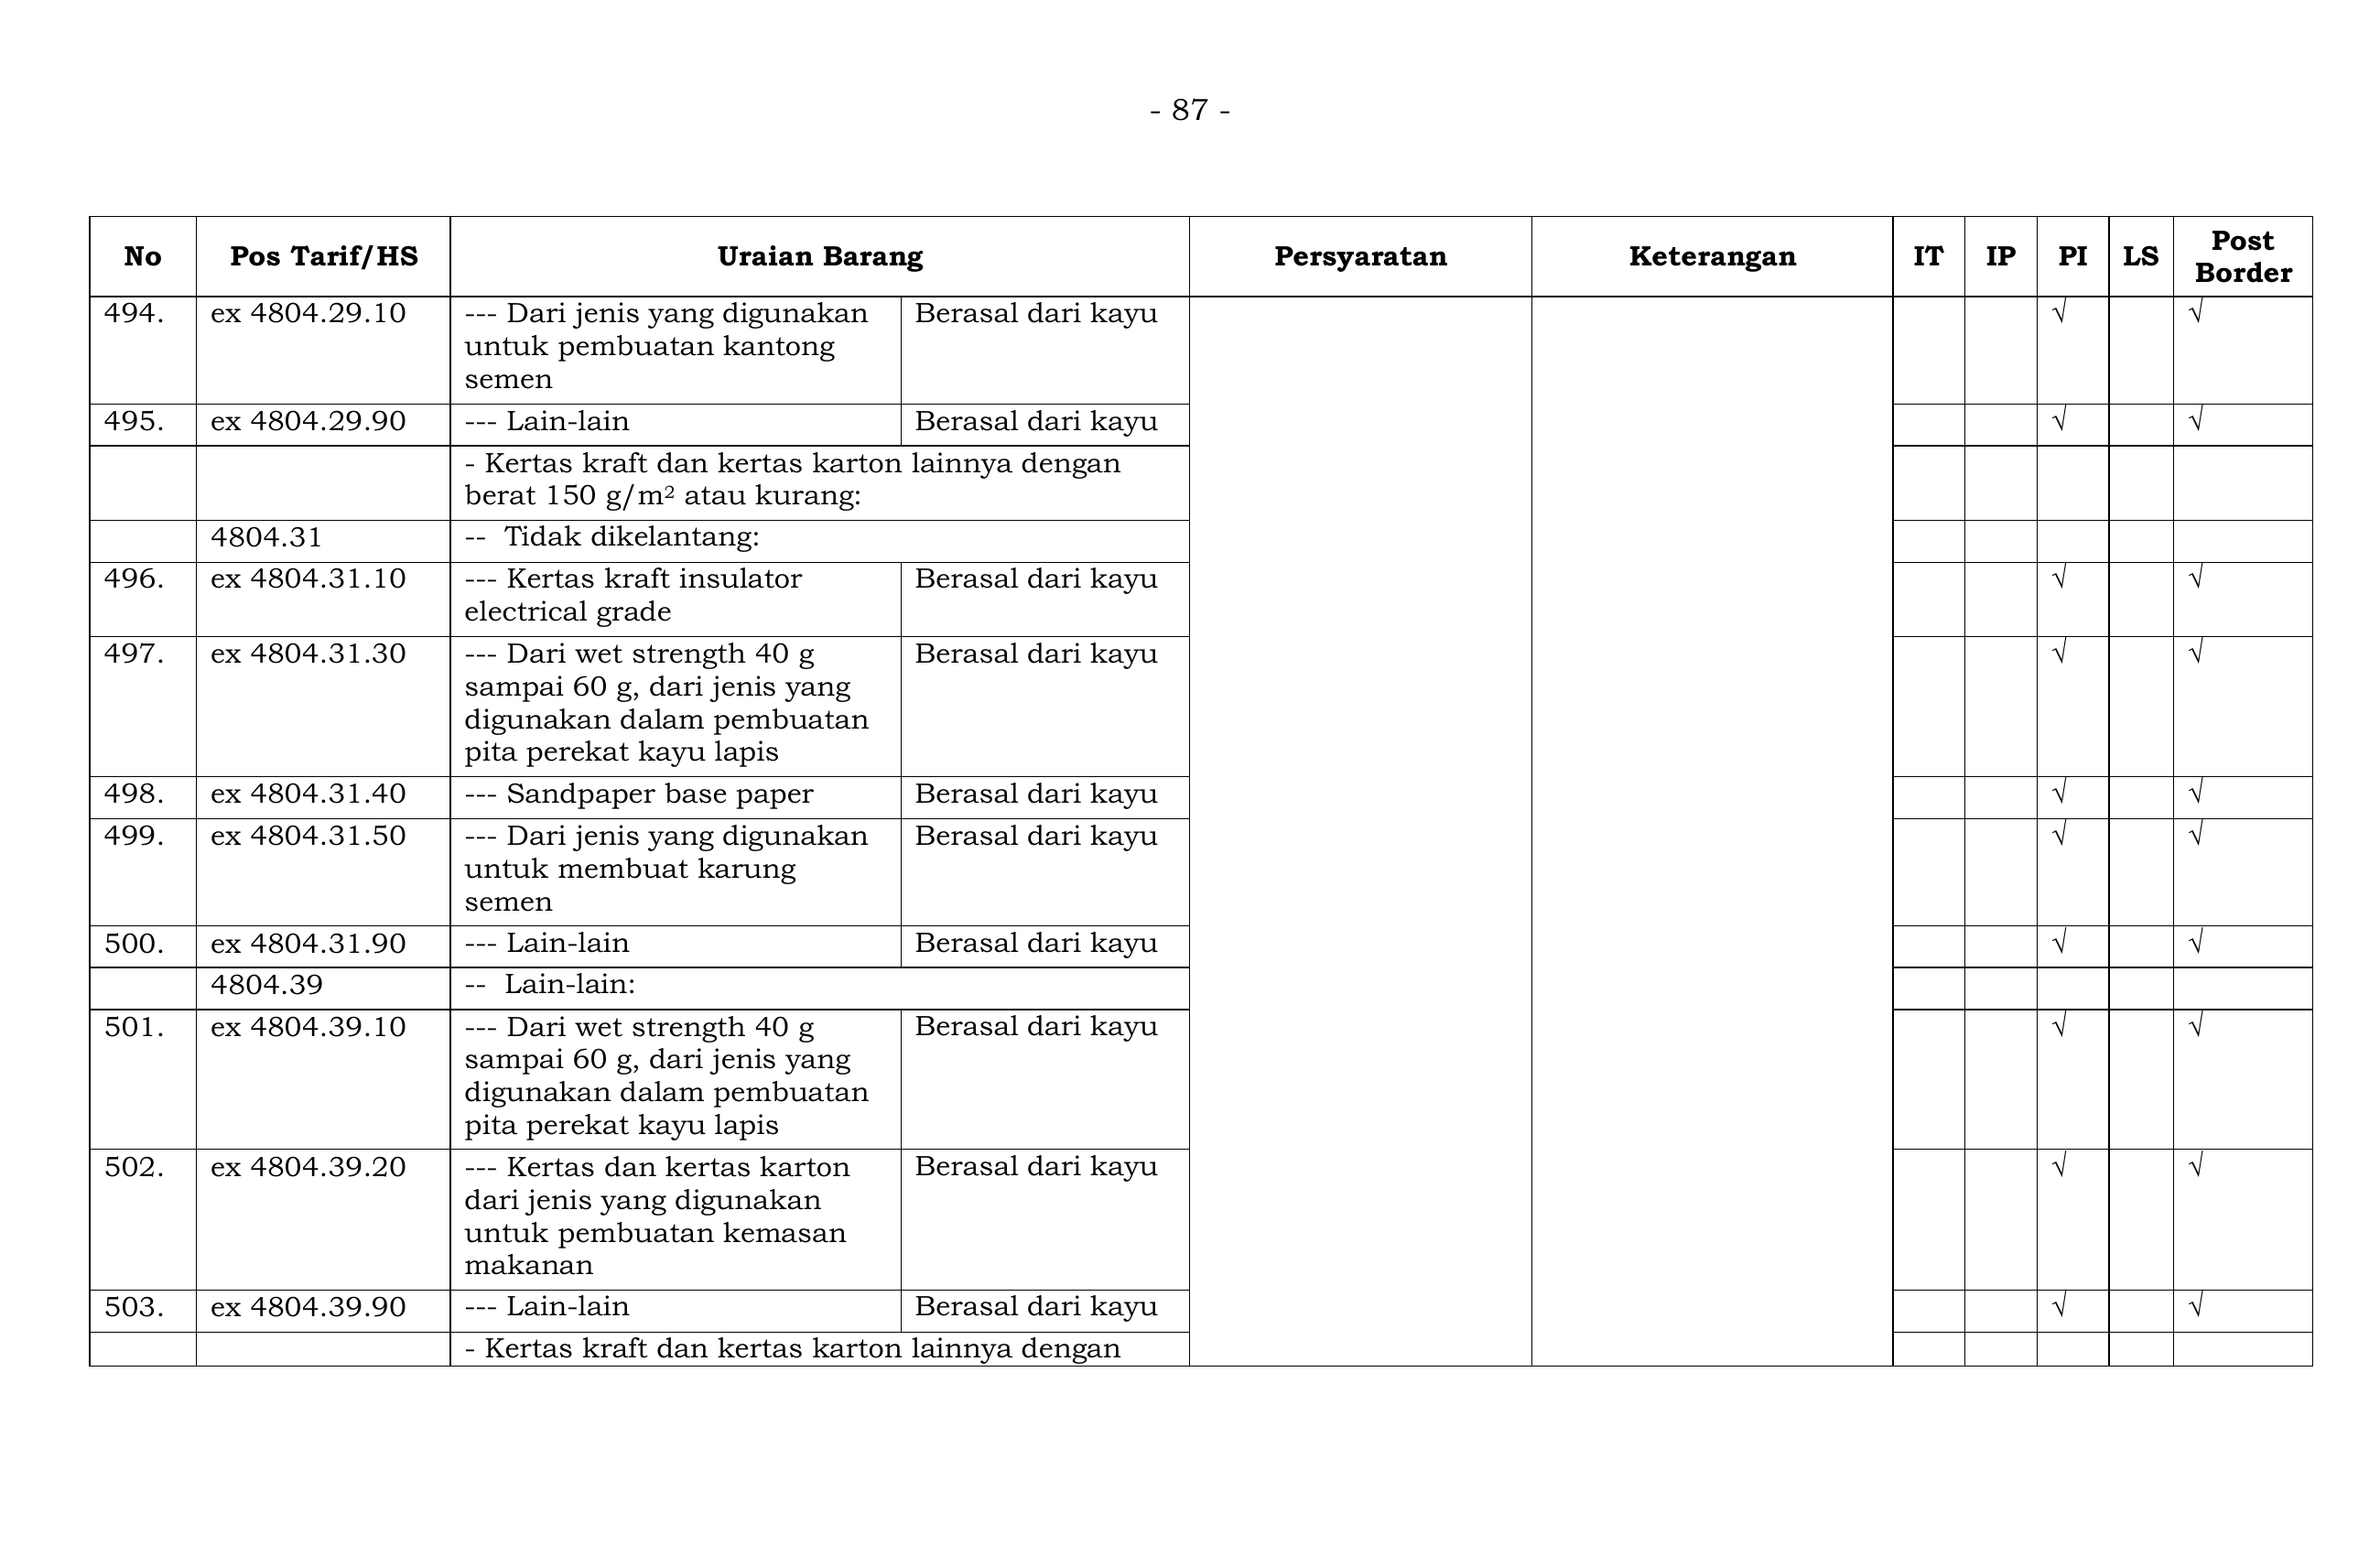 - 87 -
No Pos Tarif/HS Uraian Barang Persyaratan Keterangan IT IP PI LS Post Border
494. ex 4804.29.10 --- Dari jenis yang digunakan Berasal dari kayu √ √
untuk pembuatan kantong
semen
495. ex 4804.29.90 --- Lain-lain Berasal dari kayu √ √
- Kertas kraft dan kertas karton lainnya dengan
berat 150 g/m² atau kurang:
4804.31 -- Tidak dikelantang:
496. ex 4804.31.10 --- Kertas kraft insulator Berasal dari kayu √ √
electrical grade
497. ex 4804.31.30 --- Dari wet strength 40 g Berasal dari kayu √ √
sampai 60 g, dari jenis yang
digunakan dalam pembuatan
pita perekat kayu lapis
498. ex 4804.31.40 --- Sandpaper base paper Berasal dari kayu √ √
499. ex 4804.31.50 --- Dari jenis yang digunakan Berasal dari kayu √ √
untuk membuat karung
semen
500. ex 4804.31.90 --- Lain-lain Berasal dari kayu √ √
4804.39 -- Lain-lain:
501. ex 4804.39.10 --- Dari wet strength 40 g Berasal dari kayu √ √
sampai 60 g, dari jenis yang
digunakan dalam pembuatan
pita perekat kayu lapis
502. ex 4804.39.20 --- Kertas dan kertas karton Berasal dari kayu √ √
dari jenis yang digunakan
untuk pembuatan kemasan
makanan
503. ex 4804.39.90 --- Lain-lain Berasal dari kayu √ √
- Kertas kraft dan kertas karton lainnya dengan